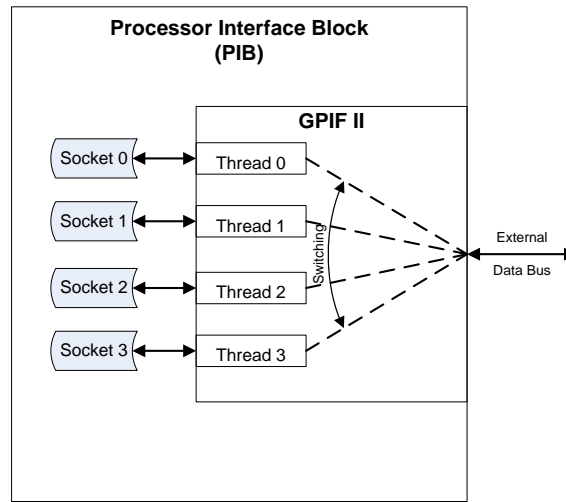 Processor Interface Block
(PIB)
GPIF II
Socket 0
Thread 0
Socket 1
Thread 1
Switching
External
Data Bus
Socket 2
Thread 2
Socket 3
Thread 3